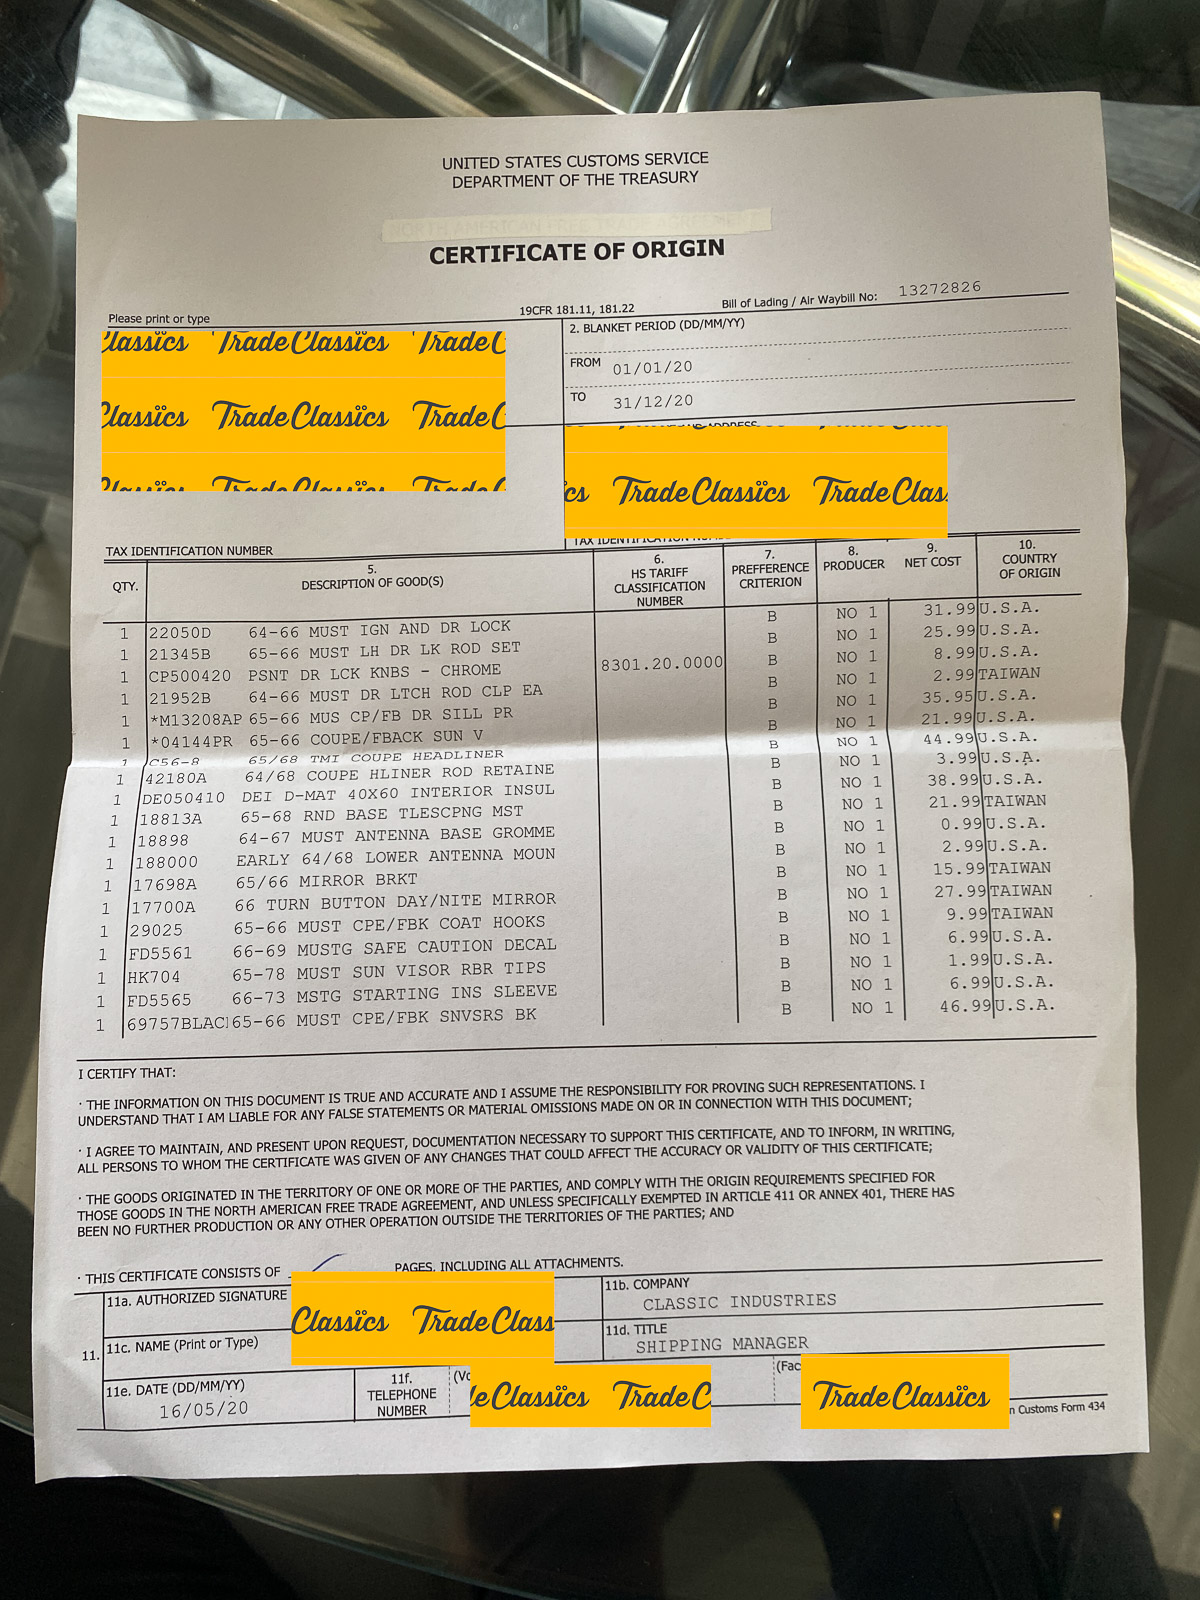 UNITED STATES CUSTOMS SERVICE
DEPARTMENT OF THE TREASURY
NORTH AMERICAN FREE
CERTIFICATE OF ORIGIN
Please print or type 19CFR 181.11, 181.22 Bill of Lading / Air Waybill No: 13272826
Classics TradeClassics TradeC
Classics TradeClassics TradeC
Classics TradeClassics TradeC
2. BLANKET PERIOD (DD/MM/YY)
FROM 01/01/20
TO 31/12/20
ADDRESS
cs TradeClassics TradeClas
TAX IDENTIFICATION NUMBER
TAX IDENTIFICATION
QTY. 5. DESCRIPTION OF GOOD(S) 6. HS TARIFF CLASSIFICATION NUMBER 7. PREFFERENCE CRITERION 8. PRODUCER 9. NET COST 10. COUNTRY OF ORIGIN
1 22050D 64-66 MUST IGN AND DR LOCK B NO 1 31.99 U.S.A.
1 21345B 65-66 MUST LH DR LK ROD SET B NO 1 25.99 U.S.A.
1 CP500420 PSNT DR LCK KNBS - CHROME 8301.20.0000 B NO 1 8.99 U.S.A.
1 21952B 64-66 MUST DR LTCH ROD CLP EA B NO 1 2.99 TAIWAN
1 *M13208AP 65-66 MUS CP/FB DR SILL PR B NO 1 35.95 U.S.A.
1 *04144PR 65-66 COUPE/FBACK SUN V B NO 1 21.99 U.S.A.
1 C56-8 65/68 TMI COUPE HEADLINER B NO 1 44.99 U.S.A.
1 42180A 64/68 COUPE HLINER ROD RETAINE B NO 1 3.99 U.S.A.
1 DE050410 DEI D-MAT 40X60 INTERIOR INSUL B NO 1 38.99 U.S.A.
1 18813A 65-68 RND BASE TLESCPNG MST B NO 1 21.99 TAIWAN
1 18898 64-67 MUST ANTENNA BASE GROMME B NO 1 0.99 U.S.A.
1 188000 EARLY 64/68 LOWER ANTENNA MOUN B NO 1 2.99 U.S.A.
1 17698A 65/66 MIRROR BRKT B NO 1 15.99 TAIWAN
1 17700A 66 TURN BUTTON DAY/NITE MIRROR B NO 1 27.99 TAIWAN
1 29025 65-66 MUST CPE/FBK COAT HOOKS B NO 1 9.99 TAIWAN
1 FD5561 66-69 MUSTG SAFE CAUTION DECAL B NO 1 6.99 U.S.A.
1 HK704 65-78 MUST SUN VISOR RBR TIPS B NO 1 1.99 U.S.A.
1 FD5565 66-73 MSTG STARTING INS SLEEVE B NO 1 6.99 U.S.A.
1 69757BLAC 65-66 MUST CPE/FBK SNVSRS BK B NO 1 46.99 U.S.A.
I CERTIFY THAT:
· THE INFORMATION ON THIS DOCUMENT IS TRUE AND ACCURATE AND I ASSUME THE RESPONSIBILITY FOR PROVING SUCH REPRESENTATIONS. I
UNDERSTAND THAT I AM LIABLE FOR ANY FALSE STATEMENTS OR MATERIAL OMISSIONS MADE ON OR IN CONNECTION WITH THIS DOCUMENT;
· I AGREE TO MAINTAIN, AND PRESENT UPON REQUEST, DOCUMENTATION NECESSARY TO SUPPORT THIS CERTIFICATE, AND TO INFORM, IN WRITING,
ALL PERSONS TO WHOM THE CERTIFICATE WAS GIVEN OF ANY CHANGES THAT COULD AFFECT THE ACCURACY OR VALIDITY OF THIS CERTIFICATE;
· THE GOODS ORIGINATED IN THE TERRITORY OF ONE OR MORE OF THE PARTIES, AND COMPLY WITH THE ORIGIN REQUIREMENTS SPECIFIED FOR
THOSE GOODS IN THE NORTH AMERICAN FREE TRADE AGREEMENT, AND UNLESS SPECIFICALLY EXEMPTED IN ARTICLE 411 OR ANNEX 401, THERE HAS
BEEN NO FURTHER PRODUCTION OR ANY OTHER OPERATION OUTSIDE THE TERRITORIES OF THE PARTIES; AND
· THIS CERTIFICATE CONSISTS OF PAGES, INCLUDING ALL ATTACHMENTS.
11. 11a. AUTHORIZED SIGNATURE
Classics TradeClass
11b. COMPANY
CLASSIC INDUSTRIES
11c. NAME (Print or Type)
11d. TITLE
SHIPPING MANAGER
11e. DATE (DD/MM/YY)
16/05/20
11f. TELEPHONE NUMBER
(Vo
leClassics TradeC
(Fac
TradeClassics
n Customs Form 434